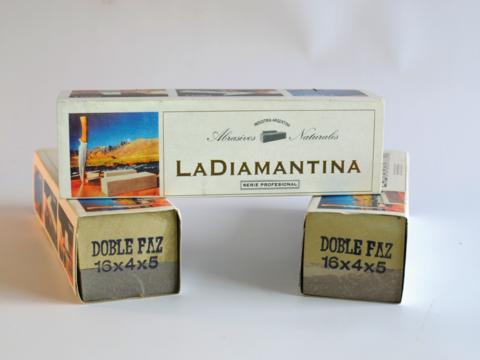 INDUSTRIA ARGENTINA
Abrasivos Naturales
LADIAMANTINA
SERIE PROFESIONAL
DOBLE FAZ
16x4x5
DOBLE FAZ
16x4x5